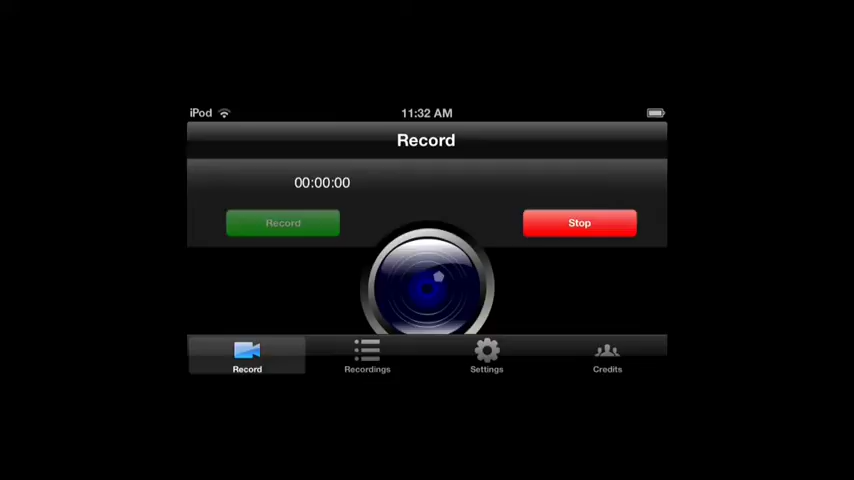 iPod 11:32 AM
Record
00:00:00
Record Stop
Record Recordings Settings Credits